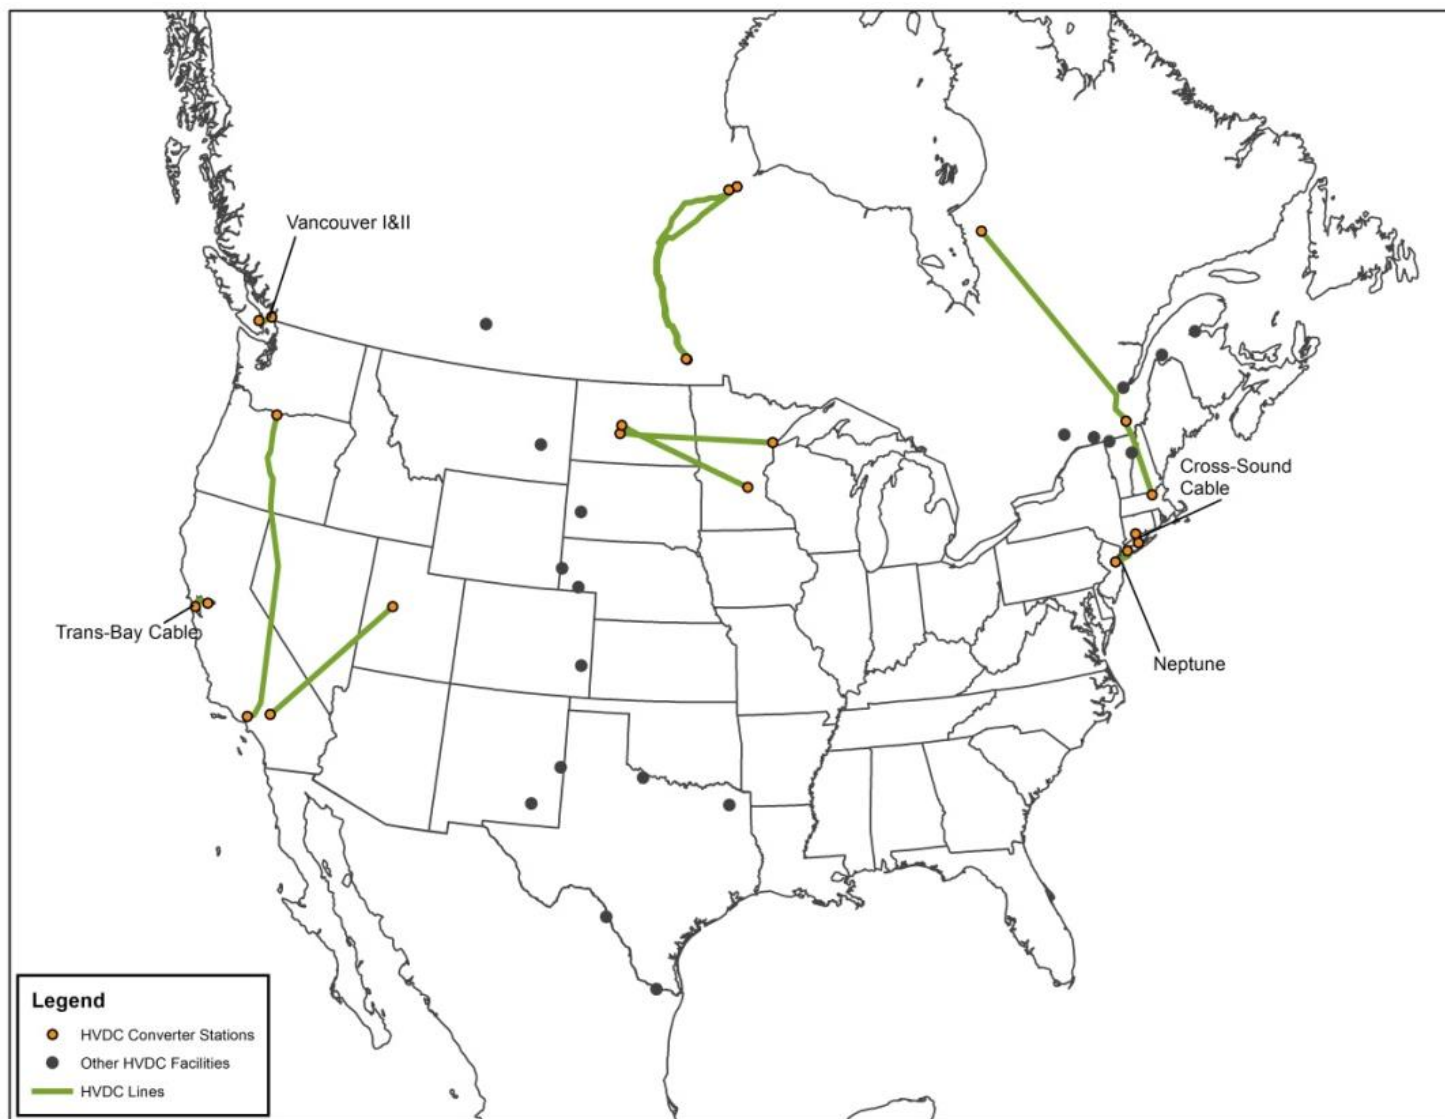 Vancouver I&II
Cross-Sound
Cable
Trans-Bay Cable
Neptune
Legend
HVDC Converter Stations
Other HVDC Facilities
HVDC Lines